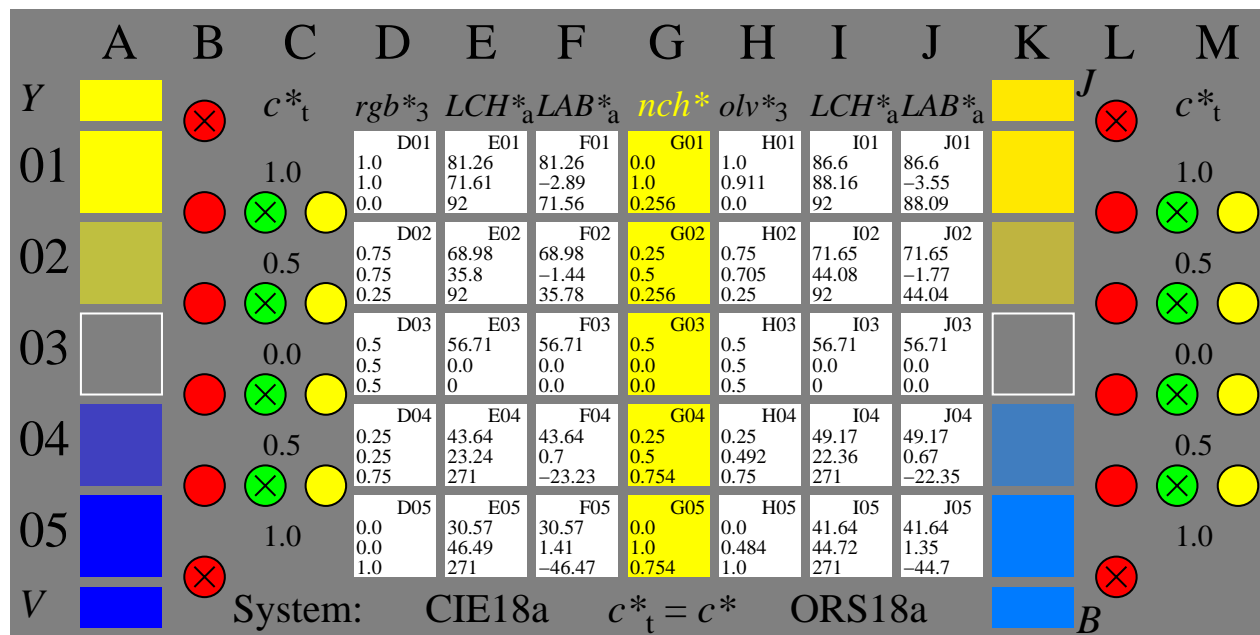 A B C D E F G H I J K L M
Y c*t rgb*3 LCH*a LAB*a nch* olv*3 LCH*a LAB*a J c*t
D01 E01 F01 G01 H01 I01 J01
01 1.0 81.26 81.26 0.0 1.0 86.6 86.6
1.0 1.0 71.61 −2.89 1.0 0.911 88.16 −3.55 1.0
0.0 92 71.56 0.256 0.0 92 88.09
D02 E02 F02 G02 H02 I02 J02
02 0.75 68.98 68.98 0.25 0.75 71.65 71.65
0.5 0.75 35.8 −1.44 0.5 0.705 44.08 −1.77 0.5
0.25 92 35.78 0.256 0.25 92 44.04
D03 E03 F03 G03 H03 I03 J03
03 0.5 56.71 56.71 0.5 0.5 56.71 56.71
0.0 0.5 0.0 0.0 0.0 0.5 0.0 0.0 0.0
0.5 0 0.0 0.0 0.5 0 0.0
D04 E04 F04 G04 H04 I04 J04
04 0.25 43.64 43.64 0.25 0.25 49.17 49.17
0.5 0.25 23.24 0.7 0.5 0.492 22.36 0.67 0.5
0.75 271 −23.23 0.754 0.75 271 −22.35
D05 E05 F05 G05 H05 I05 J05
05 0.0 30.57 30.57 0.0 0.0 41.64 41.64
1.0 0.0 46.49 1.41 1.0 0.484 44.72 1.35 1.0
1.0 271 −46.47 0.754 1.0 271 −44.7
V System: CIE18a c*t = c* ORS18a B